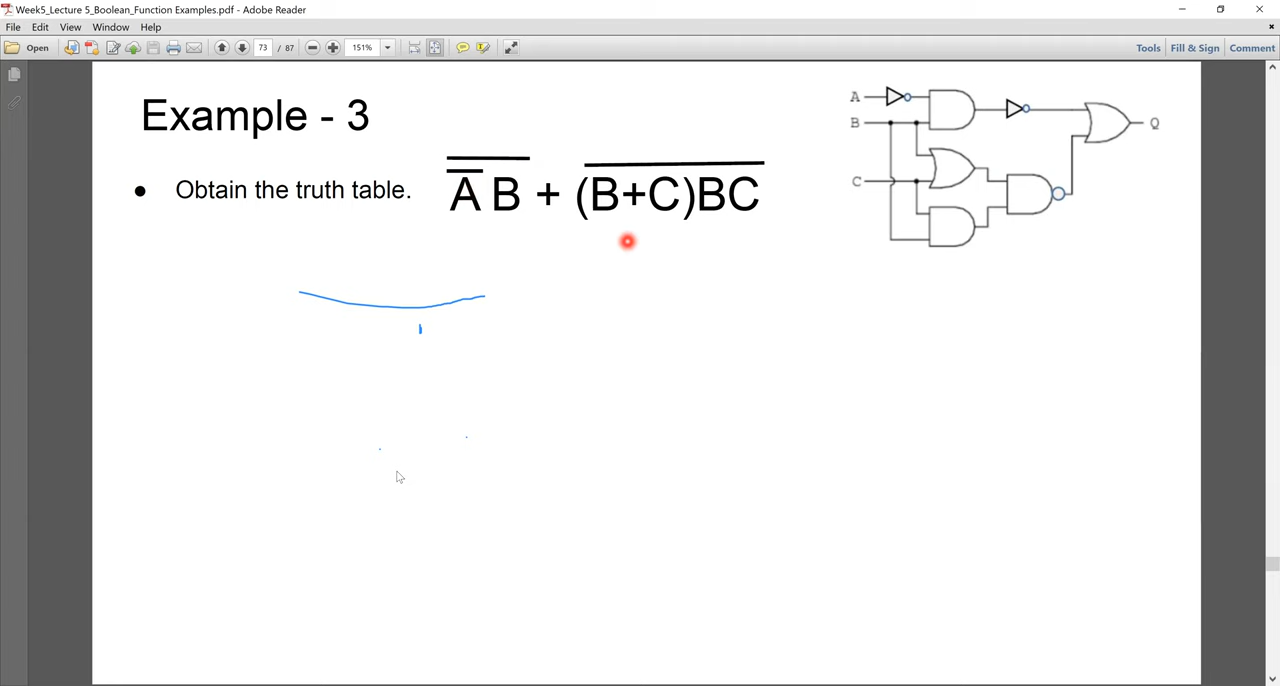 Week5_Lecture 5_Boolean_Function Examples.pdf - Adobe Reader
File Edit View Window Help
Open 73 / 87 151% Tools Fill & Sign Comment
Example - 3
A
B
C
Q
• Obtain the truth table. A̅̅ B̅ + (B+C)BC̅